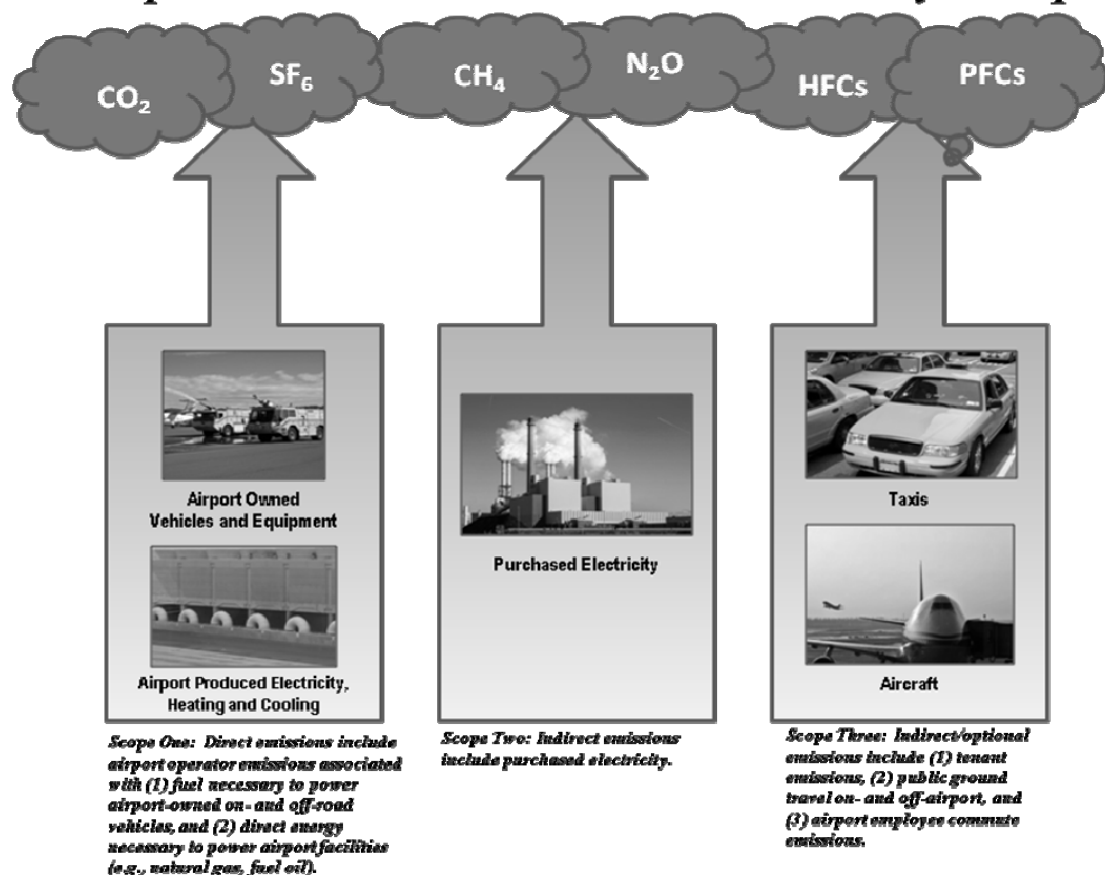 CO2
SF6
CH4
N2O
HFCs
PFCs
Airport Owned
Vehicles and Equipment
Airport Produced Electricity,
Heating and Cooling
Scope One: Direct emissions include
airport operator emissions associated
with (1) fuel necessary to power
airport-owned on- and off-road
vehicles, and (2) direct energy
necessary to power airport facilities
(e.g., natural gas, fuel oil).
Purchased Electricity
Scope Two: Indirect emissions
include purchased electricity.
Taxis
Aircraft
Scope Three: Indirect/optional
emissions include (1) tenant
emissions, (2) public ground
travel on- and off-airport, and
(3) airport employee commute
emissions.